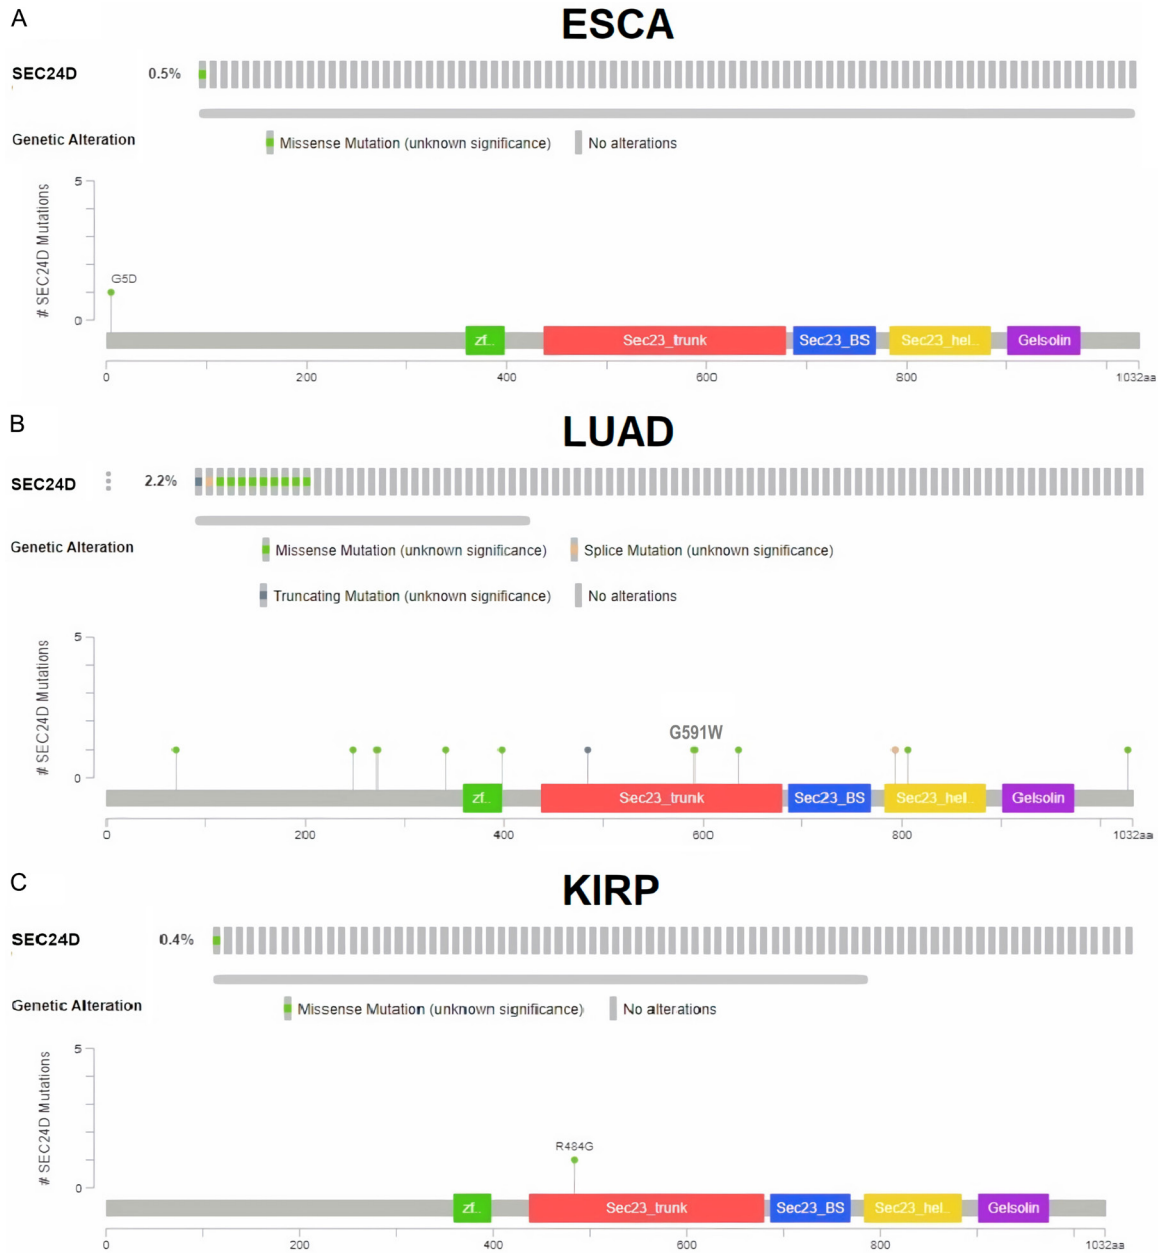 A
ESCA
SEC24D 0.5%
Genetic Alteration Missense Mutation (unknown significance) No alterations
# SEC24D Mutations
5
G5D
0
zf.. Sec23_trunk Sec23_BS Sec23_hel... Gelsolin
0 200 400 600 800 1032aa
B
LUAD
SEC24D 2.2%
Genetic Alteration Missense Mutation (unknown significance) Splice Mutation (unknown significance)
Truncating Mutation (unknown significance) No alterations
# SEC24D Mutations
5
G591W
0
zf.. Sec23_trunk Sec23_BS Sec23_hel... Gelsolin
0 200 400 600 800 1032aa
C
KIRP
SEC24D 0.4%
Genetic Alteration Missense Mutation (unknown significance) No alterations
# SEC24D Mutations
5
R484G
0
zf.. Sec23_trunk Sec23_BS Sec23_hel... Gelsolin
0 200 400 600 800 1032aa